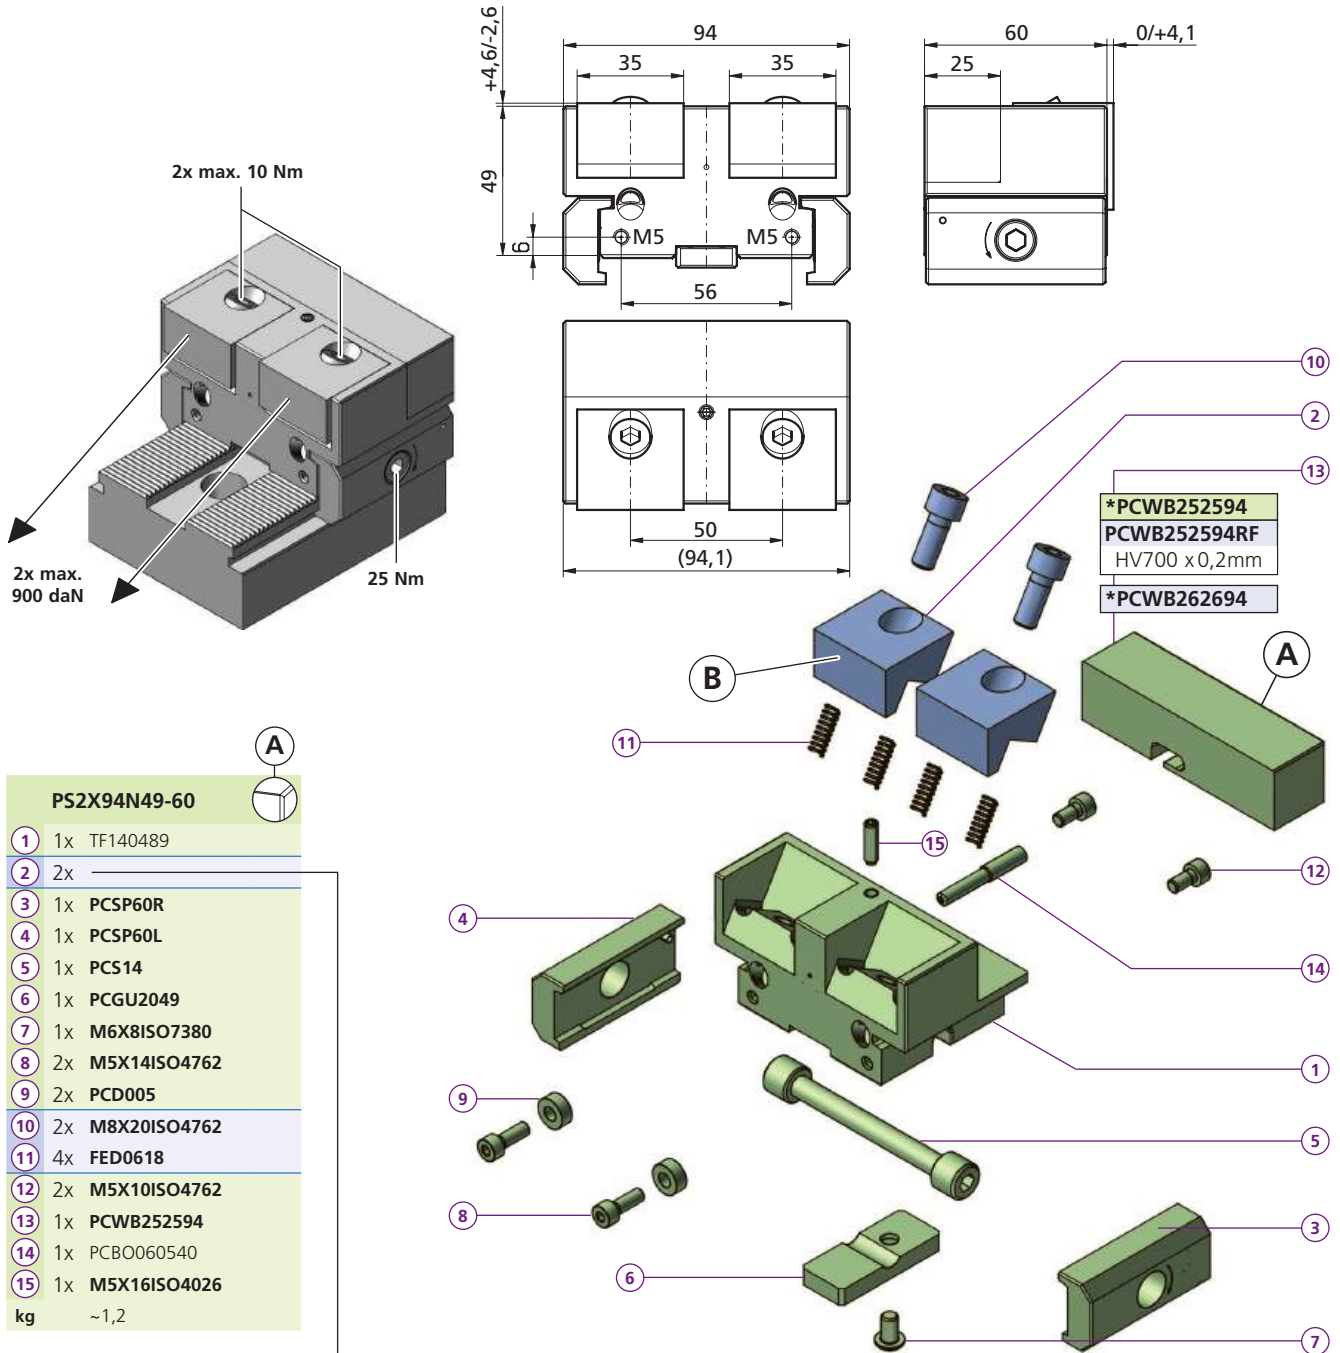 +4,6/-2,6
94
35
35
49
6
M5
M5
56
60
0/+4,1
25
2x max. 10 Nm
2x max.
900 daN
25 Nm
50
(94,1)
10
2
13
*PCWB252594
PCWB252594RF
HV700 x 0,2mm
*PCWB262694
A
B
11
15
12
4
14
1
9
5
8
3
6
7
A
PS2X94N49-60
1 1x TF140489
2 2x
3 1x PCSP60R
4 1x PCSP60L
5 1x PCS14
6 1x PCGU2049
7 1x M6X8ISO7380
8 2x M5X14ISO4762
9 2x PCD005
10 2x M8X20ISO4762
11 4x FED0618
12 2x M5X10ISO4762
13 1x PCWB252594
14 1x PCBO060540
15 1x M5X16ISO4026
kg ~1,2